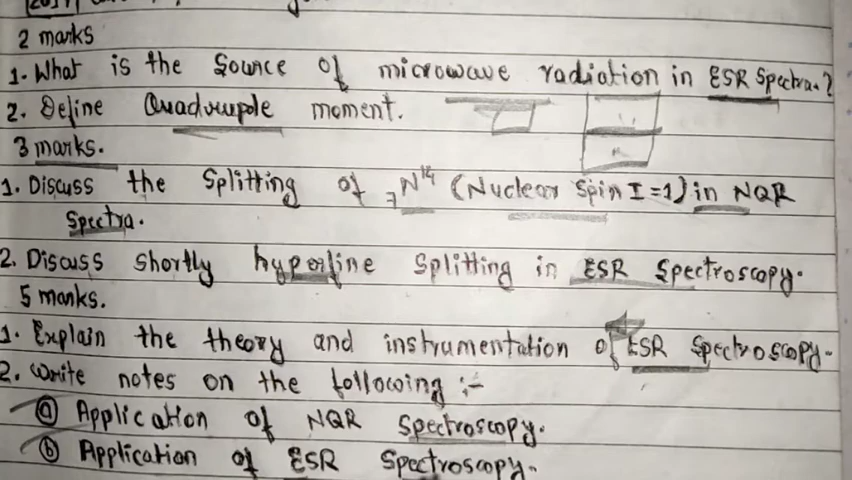 [2017]
2 marks
1. What is the Source of microwave radiation in ESR Spectra.?
2. Define Quadrupole moment.
3 marks.
1. Discuss the Splitting of ₇N¹⁴ (Nuclear Spin I=1) in NQR
Spectra.
2. Discuss shortly hyperfine Splitting in ESR Spectroscopy.
5 marks.
1. Explain the theory and instrumentation of ESR Spectroscopy.
2. Write notes on the following :-
ⓐ Application of NQR Spectroscopy.
ⓑ Application of ESR Spectroscopy.